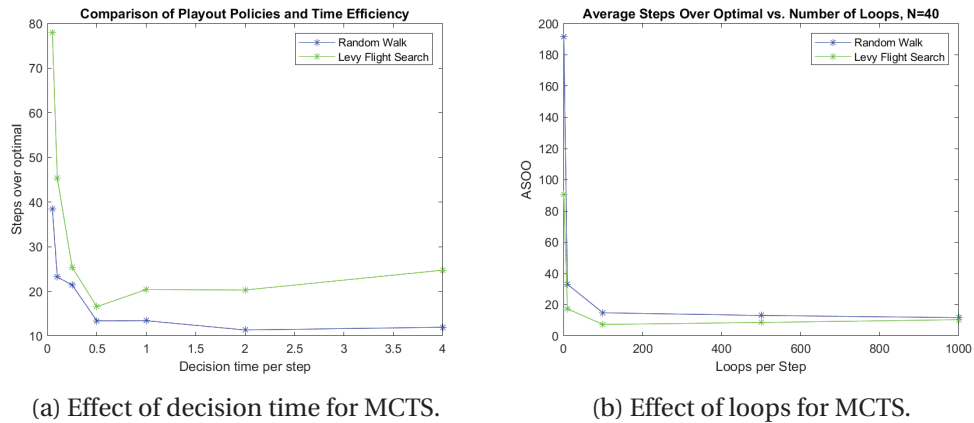 Comparison of Playout Policies and Time Efficiency
80
70
60
50
40
30
20
10
Steps over optimal
Random Walk
Levy Flight Search
0 0.5 1 1.5 2 2.5 3 3.5 4
Decision time per step
(a) Effect of decision time for MCTS.
Average Steps Over Optimal vs. Number of Loops, N=40
200
180
160
140
120
100
80
60
40
20
0
ASOO
Random Walk
Levy Flight Search
0 200 400 600 800 1000
Loops per Step
(b) Effect of loops for MCTS.